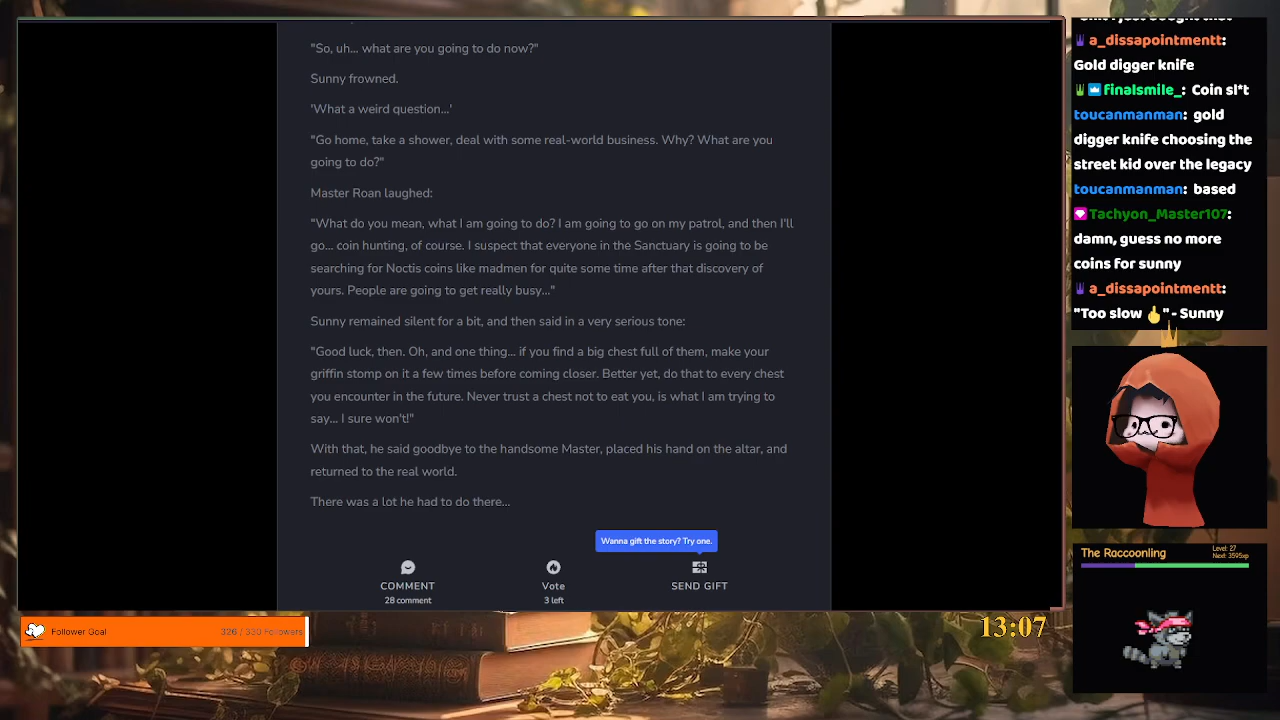 "So, uh... what are you going to do now?"
Sunny frowned.
'What a weird question...'
"Go home, take a shower, deal with some real-world business. Why? What are you
going to do?"
Master Roan laughed:
"What do you mean, what I am going to do? I am going to go on my patrol, and then I'll
go... coin hunting, of course. I suspect that everyone in the Sanctuary is going to be
searching for Noctis coins like madmen for quite some time after that discovery of
yours. People are going to get really busy..."
Sunny remained silent for a bit, and then said in a very serious tone:
"Good luck, then. Oh, and one thing... if you find a big chest full of them, make your
griffin stomp on it a few times before coming closer. Better yet, do that to every chest
you encounter in the future. Never trust a chest not to eat you, is what I am trying to
say... I sure won't!"
With that, he said goodbye to the handsome Master, placed his hand on the altar, and
returned to the real world.
There was a lot he had to do there...
Wanna gift the story? Try one.
COMMENT
28 comment
Vote
3 left
SEND GIFT
a_dissapointmentt:
Gold digger knife
finalsmile_: Coin sl*t
toucanmanman: gold
digger knife choosing the
street kid over the legacy
toucanmanman: based
Tachyon_Master107:
damn, guess no more
coins for sunny
a_dissapointmentt:
"Too slow 🖕" - Sunny
The Raccoonling
Level: 27
Next: 3595xp
Follower Goal
326 / 330 Followers
13:07